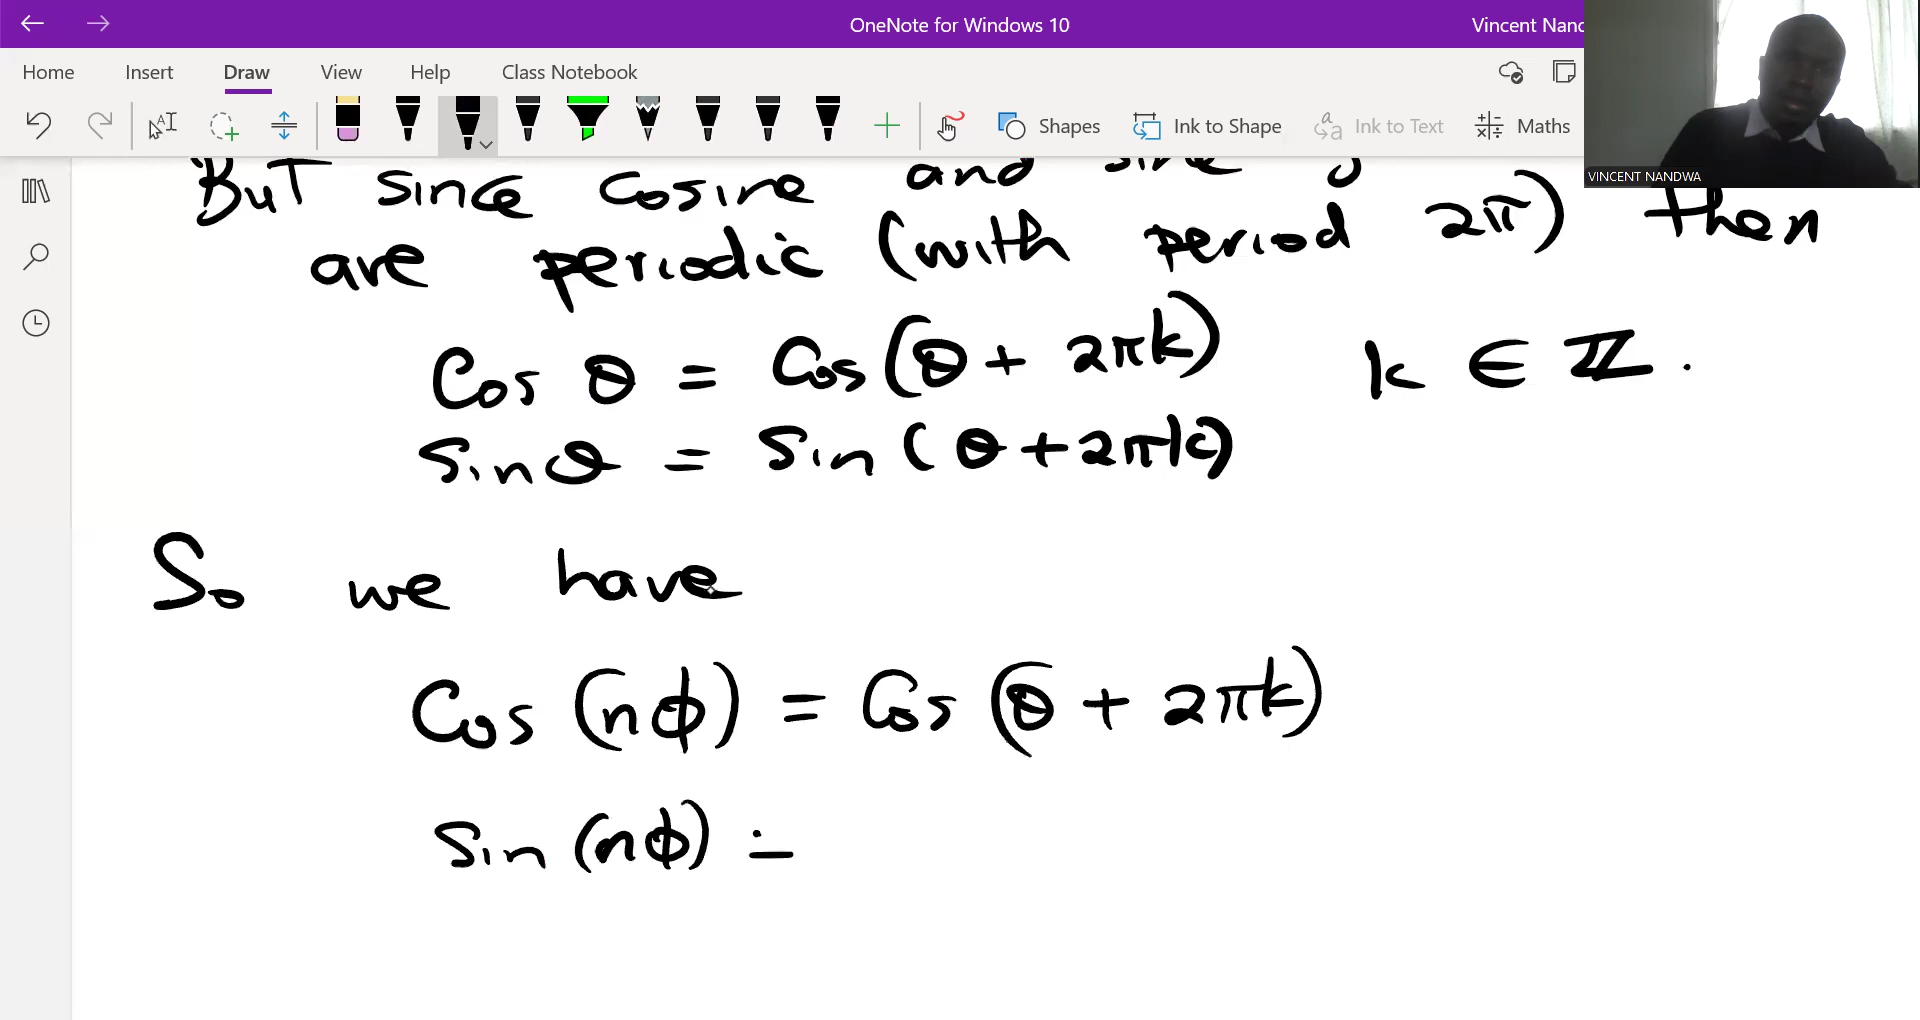 OneNote for Windows 10
Vincent Nand
Home Insert Draw View Help Class Notebook
Shapes Ink to Shape Ink to Text Maths
VINCENT NANDWA
But since cosine and sine
are periodic (with period 2π) then
Cos θ = Cos(θ + 2πk) k ∈ ℤ.
Sin θ = Sin (θ + 2πk)
So we have
Cos (nϕ) = Cos (θ + 2πk)
Sin (nϕ) =